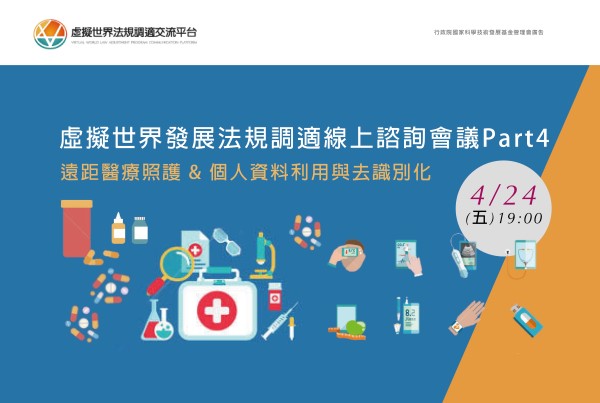 虛擬世界法規調適交流平台
VIRTUAL WORLD LAW ADJUSTMENT PROGRAM COMMUNICATION PLATFORM
行政院國家科學技術發展基金管理會廣告
虛擬世界發展法規調適線上諮詢會議Part4
遠距醫療照護 & 個人資料利用與去識別化
4/24
(五)19:00
8.2